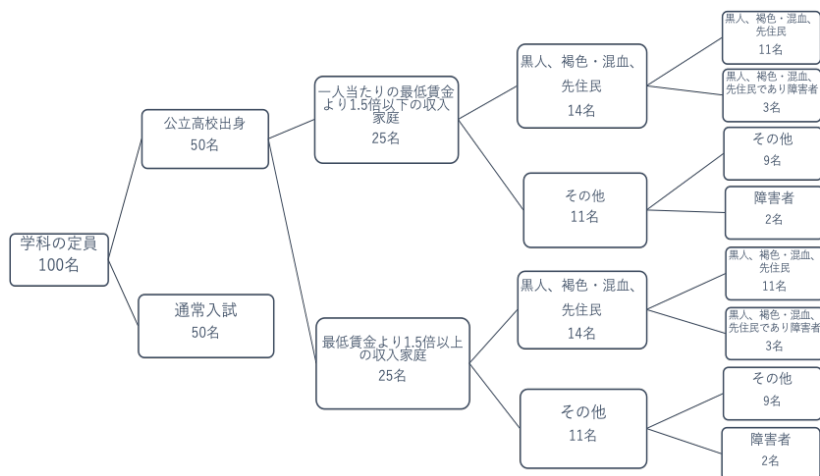 学科の定員
100名
公立高校出身
50名
通常入試
50名
一人当たりの最低賃金
より1.5倍以下の収入
家庭
25名
最低賃金より1.5倍以上
の収入家庭
25名
黒人、褐色・混血、
先住民
14名
その他
11名
黒人、褐色・混血、
先住民
14名
その他
11名
黒人、褐色・混血、
先住民
11名
黒人、褐色・混血、
先住民であり障害者
3名
その他
9名
障害者
2名
黒人、褐色・混血、
先住民
11名
黒人、褐色・混血、
先住民であり障害者
3名
その他
9名
障害者
2名